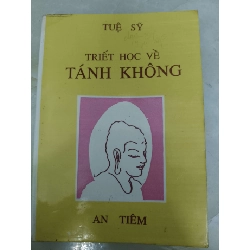 TUỆ SỸ
TRIẾT HỌC VỀ
TÁNH KHÔNG
AN TIÊM